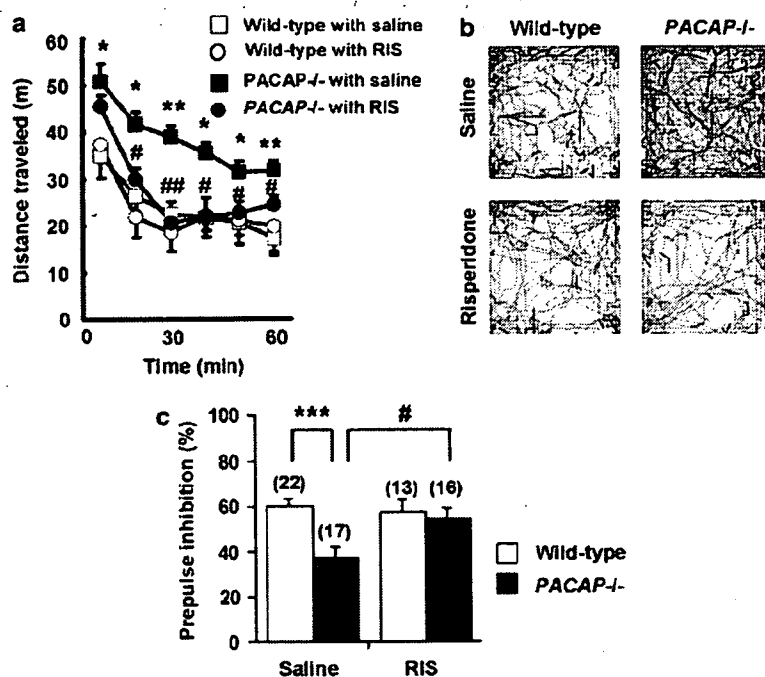 a
Wild-type with saline
Wild-type with RIS
PACAP-/- with saline
PACAP-/- with RIS
Distance traveled (m)
60
50
40
30
20
10
0
* * ** * * **
# ## # # #
0 30 60
Time (min)
b
Wild-type PACAP-/-
Saline
Risperidone
c
Prepulse inhibition (%)
100
80
60
40
20
0
*** #
(22) (17) (13) (16)
Saline RIS
Wild-type
PACAP-/-